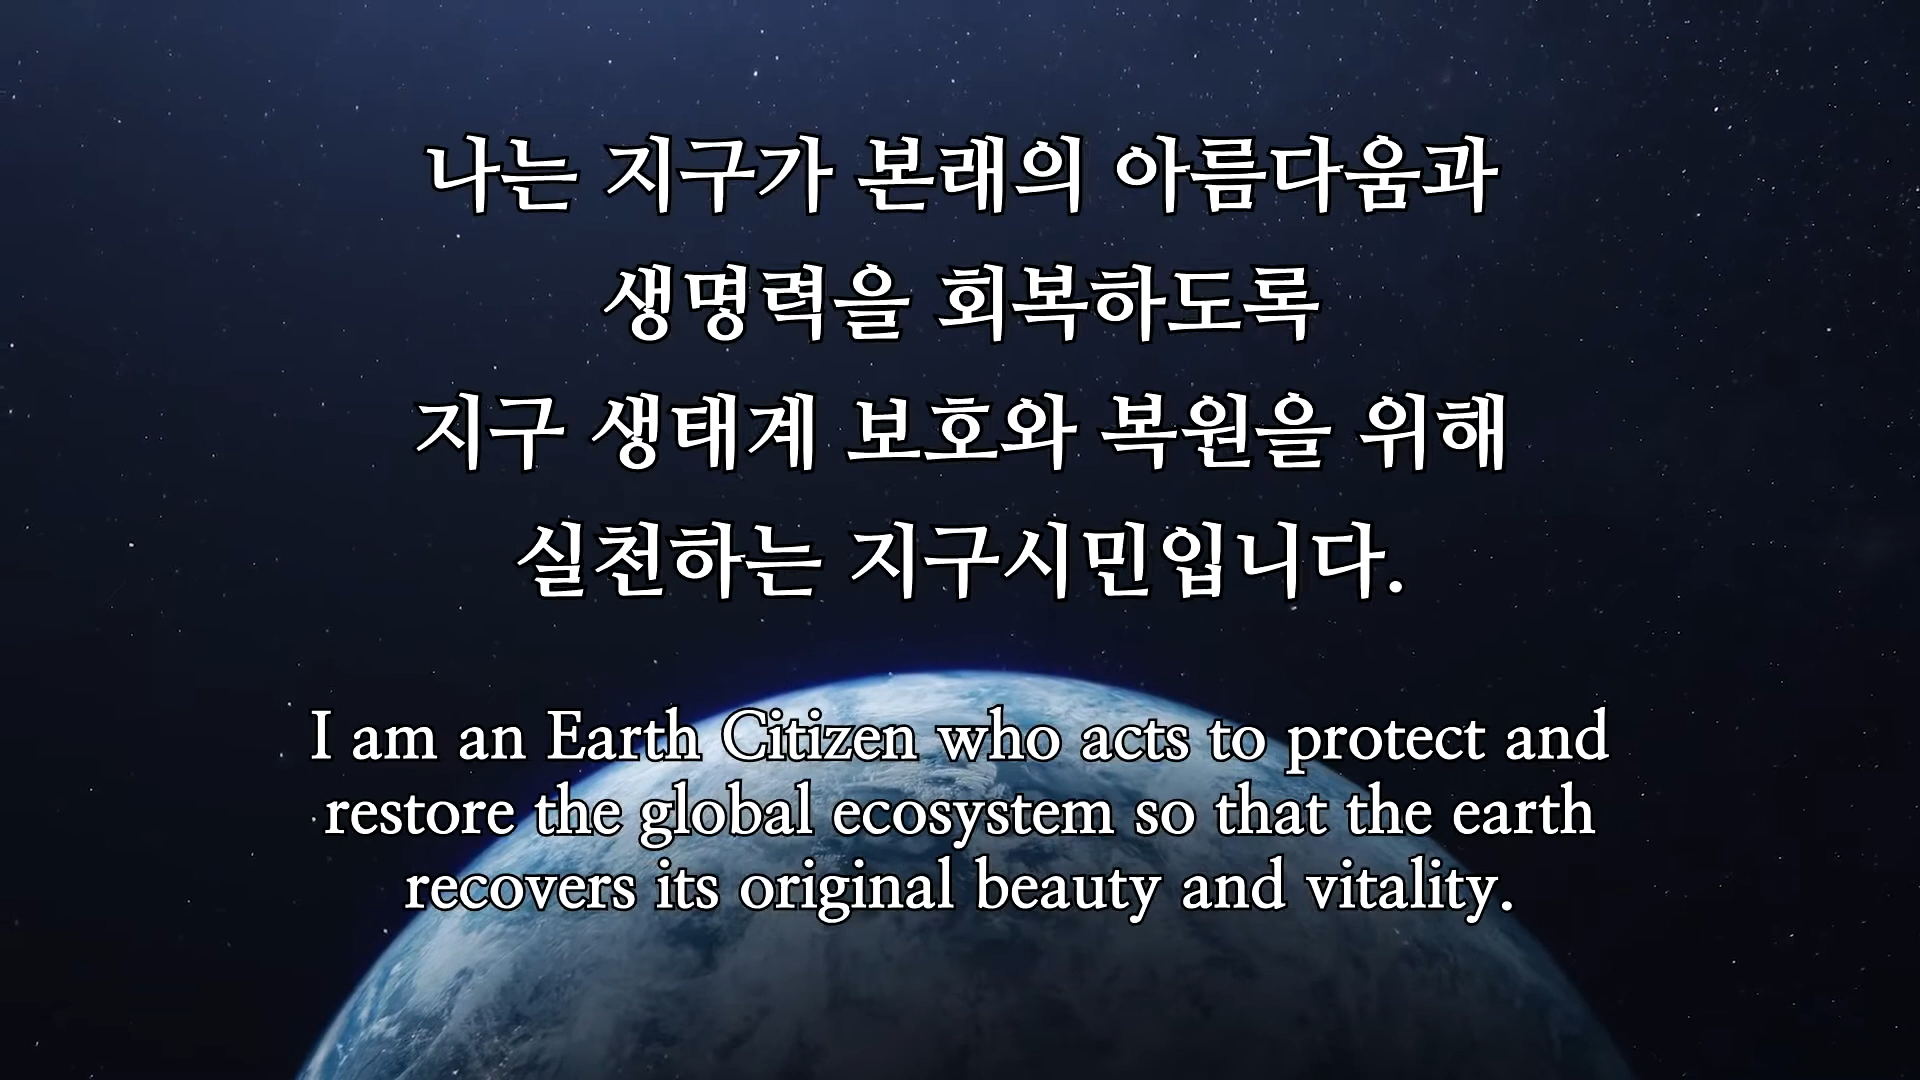 나는 지구가 본래의 아름다움과
생명력을 회복하도록
지구 생태계 보호와 복원을 위해
실천하는 지구시민입니다.
I am an Earth Citizen who acts to protect and
restore the global ecosystem so that the earth
recovers its original beauty and vitality.